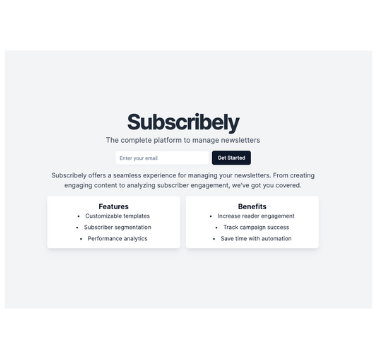 Subscribely
The complete platform to manage newsletters
Enter your email
Get Started
Subscribely offers a seamless experience for managing your newsletters. From creating
engaging content to analyzing subscriber engagement, we've got you covered.
Features
• Customizable templates
• Subscriber segmentation
• Performance analytics
Benefits
• Increase reader engagement
• Track campaign success
• Save time with automation